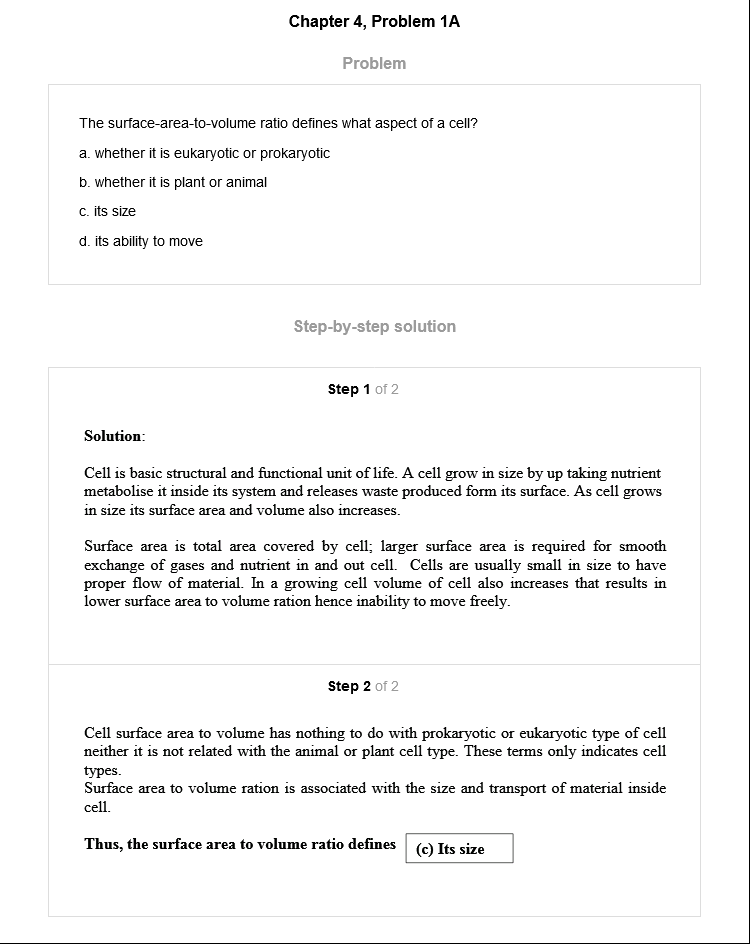 Chapter 4, Problem 1A
Problem
The surface-area-to-volume ratio defines what aspect of a cell?
a. whether it is eukaryotic or prokaryotic
b. whether it is plant or animal
c. its size
d. its ability to move
Step-by-step solution
Step 1 of 2
Solution:
Cell is basic structural and functional unit of life. A cell grow in size by up taking nutrient
metabolise it inside its system and releases waste produced form its surface. As cell grows
in size its surface area and volume also increases.
Surface area is total area covered by cell; larger surface area is required for smooth
exchange of gases and nutrient in and out cell. Cells are usually small in size to have
proper flow of material. In a growing cell volume of cell also increases that results in
lower surface area to volume ration hence inability to move freely.
Step 2 of 2
Cell surface area to volume has nothing to do with prokaryotic or eukaryotic type of cell
neither it is not related with the animal or plant cell type. These terms only indicates cell
types.
Surface area to volume ration is associated with the size and transport of material inside
cell.
Thus, the surface area to volume ratio defines (c) Its size